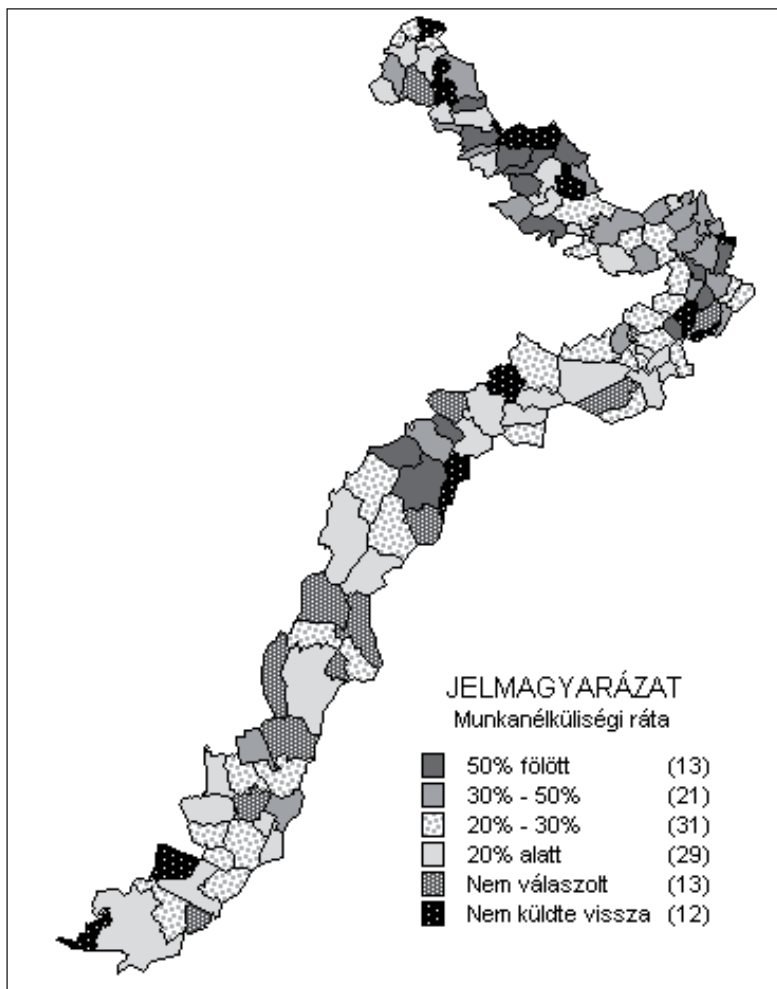 JELMAGYARÁZAT
Munkanélküliségi ráta
50% fölött (13)
30% - 50% (21)
20% - 30% (31)
20% alatt (29)
Nem válaszolt (13)
Nem küldte vissza (12)